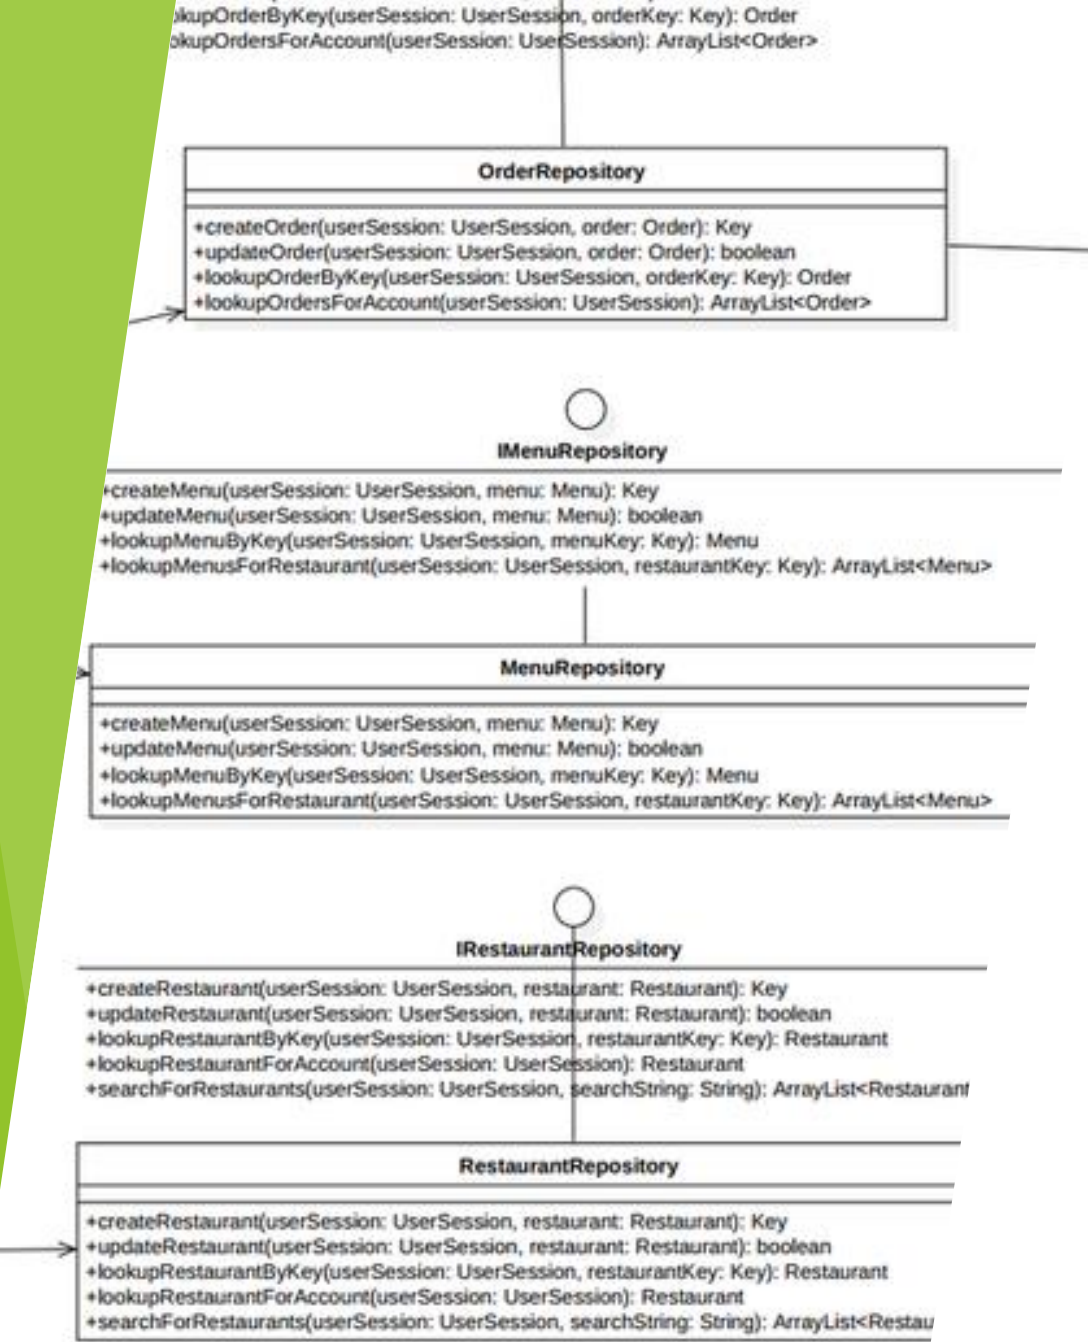 okupOrderByKey(userSession: UserSession, orderKey: Key): Order
okupOrdersForAccount(userSession: UserSession): ArrayList<Order>
OrderRepository
+createOrder(userSession: UserSession, order: Order): Key
+updateOrder(userSession: UserSession, order: Order): boolean
+lookupOrderByKey(userSession: UserSession, orderKey: Key): Order
+lookupOrdersForAccount(userSession: UserSession): ArrayList<Order>
IMenuRepository
+createMenu(userSession: UserSession, menu: Menu): Key
+updateMenu(userSession: UserSession, menu: Menu): boolean
+lookupMenuByKey(userSession: UserSession, menuKey: Key): Menu
+lookupMenusForRestaurant(userSession: UserSession, restaurantKey: Key): ArrayList<Menu>
MenuRepository
+createMenu(userSession: UserSession, menu: Menu): Key
+updateMenu(userSession: UserSession, menu: Menu): boolean
+lookupMenuByKey(userSession: UserSession, menuKey: Key): Menu
+lookupMenusForRestaurant(userSession: UserSession, restaurantKey: Key): ArrayList<Menu>
IRestaurantRepository
+createRestaurant(userSession: UserSession, restaurant: Restaurant): Key
+updateRestaurant(userSession: UserSession, restaurant: Restaurant): boolean
+lookupRestaurantByKey(userSession: UserSession, restaurantKey: Key): Restaurant
+lookupRestaurantForAccount(userSession: UserSession): Restaurant
+searchForRestaurants(userSession: UserSession, searchString: String): ArrayList<Restaurant
RestaurantRepository
+createRestaurant(userSession: UserSession, restaurant: Restaurant): Key
+updateRestaurant(userSession: UserSession, restaurant: Restaurant): boolean
+lookupRestaurantByKey(userSession: UserSession, restaurantKey: Key): Restaurant
+lookupRestaurantForAccount(userSession: UserSession): Restaurant
+searchForRestaurants(userSession: UserSession, searchString: String): ArrayList<Restau